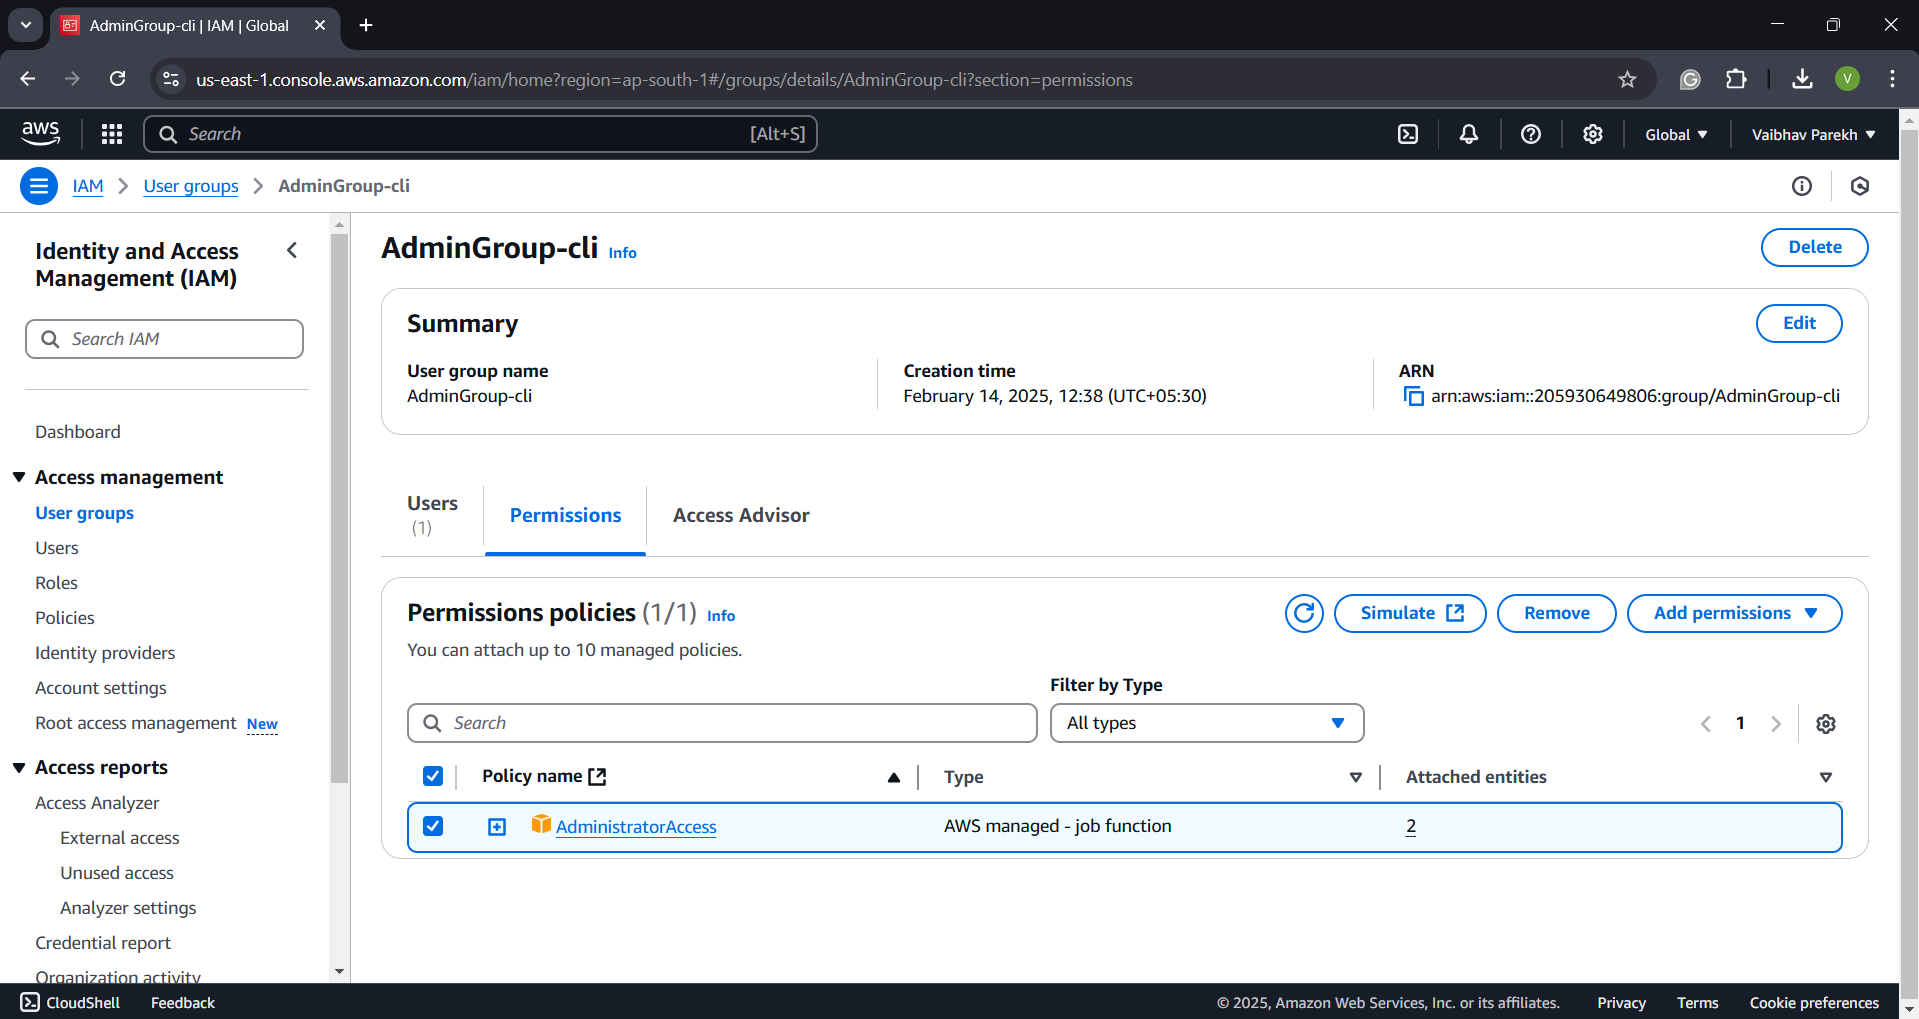 AdminGroup-cli | IAM | Global
us-east-1.console.aws.amazon.com/iam/home?region=ap-south-1#/groups/details/AdminGroup-cli?section=permissions
V
aws
Search
[Alt+S]
Global
Vaibhav Parekh
IAM
User groups
AdminGroup-cli
Identity and Access
Management (IAM)
Search IAM
Dashboard
Access management
User groups
Users
Roles
Policies
Identity providers
Account settings
Root access management New
Access reports
Access Analyzer
External access
Unused access
Analyzer settings
Credential report
Organization activity
AdminGroup-cli Info
Delete
Summary
Edit
User group name
AdminGroup-cli
Creation time
February 14, 2025, 12:38 (UTC+05:30)
ARN
arn:aws:iam::205930649806:group/AdminGroup-cli
Users
(1)
Permissions
Access Advisor
Permissions policies (1/1) Info
Simulate
Remove
Add permissions
You can attach up to 10 managed policies.
Filter by Type
Search
All types
1
Policy name
Type
Attached entities
AdministratorAccess
AWS managed - job function
2
CloudShell
Feedback
© 2025, Amazon Web Services, Inc. or its affiliates.
Privacy
Terms
Cookie preferences